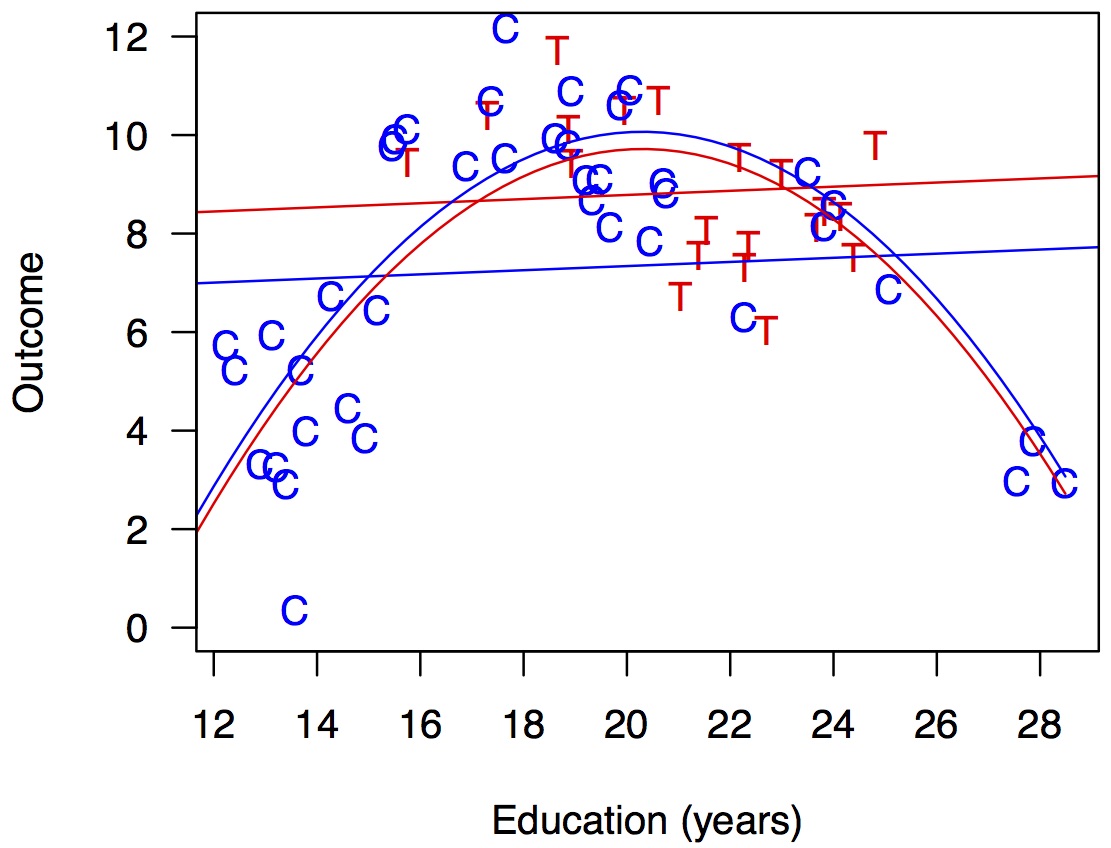 12
10
8
6
4
2
0
Outcome
C
T
C C T
C C C T C T
C C T T C C C T T T
C C C C C T C T T
C C C C T T T T C T
C T T T T
C C C T C C T
C C C C C
C C C C
C C C C C C
C
12 14 16 18 20 22 24 26 28
Education (years)